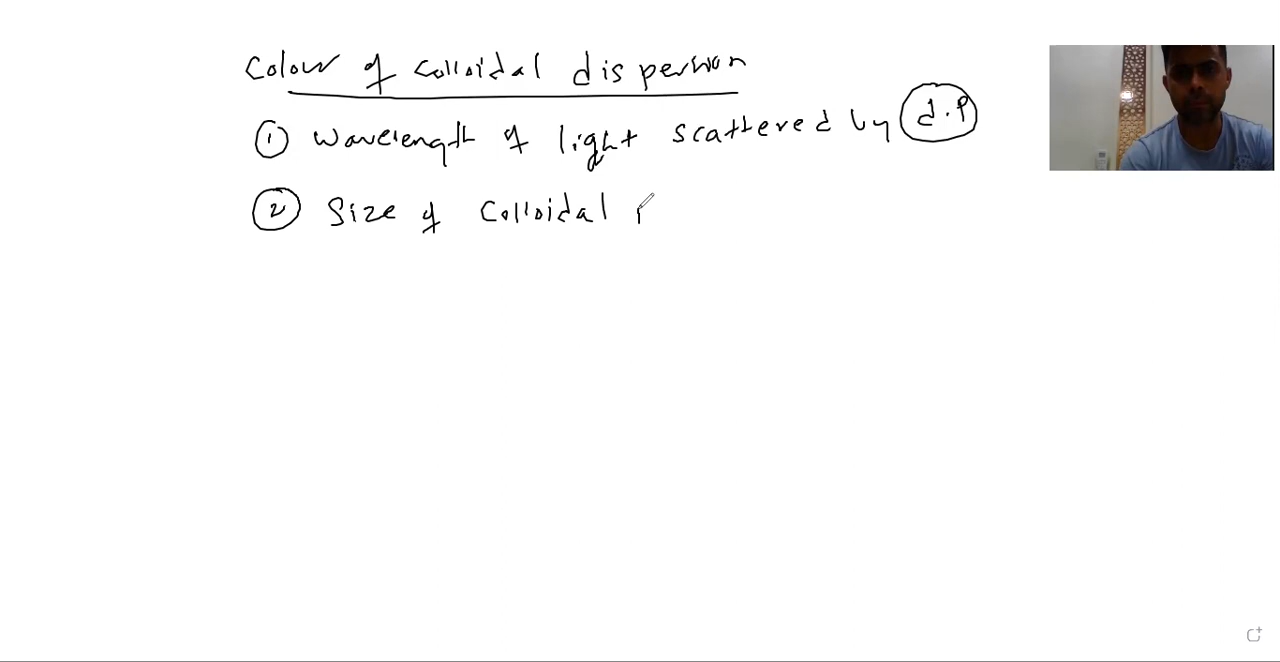 Colour of Colloidal dispersion
① Wavelength of light scattered by d.P
② Size of Colloidal P